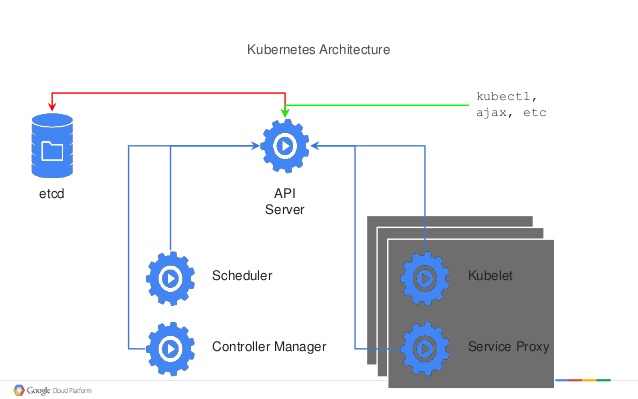 Kubernetes Architecture
kubectl,
ajax, etc
etcd
API
Server
Scheduler
Kubelet
Controller Manager
Service Proxy
Google Cloud Platform